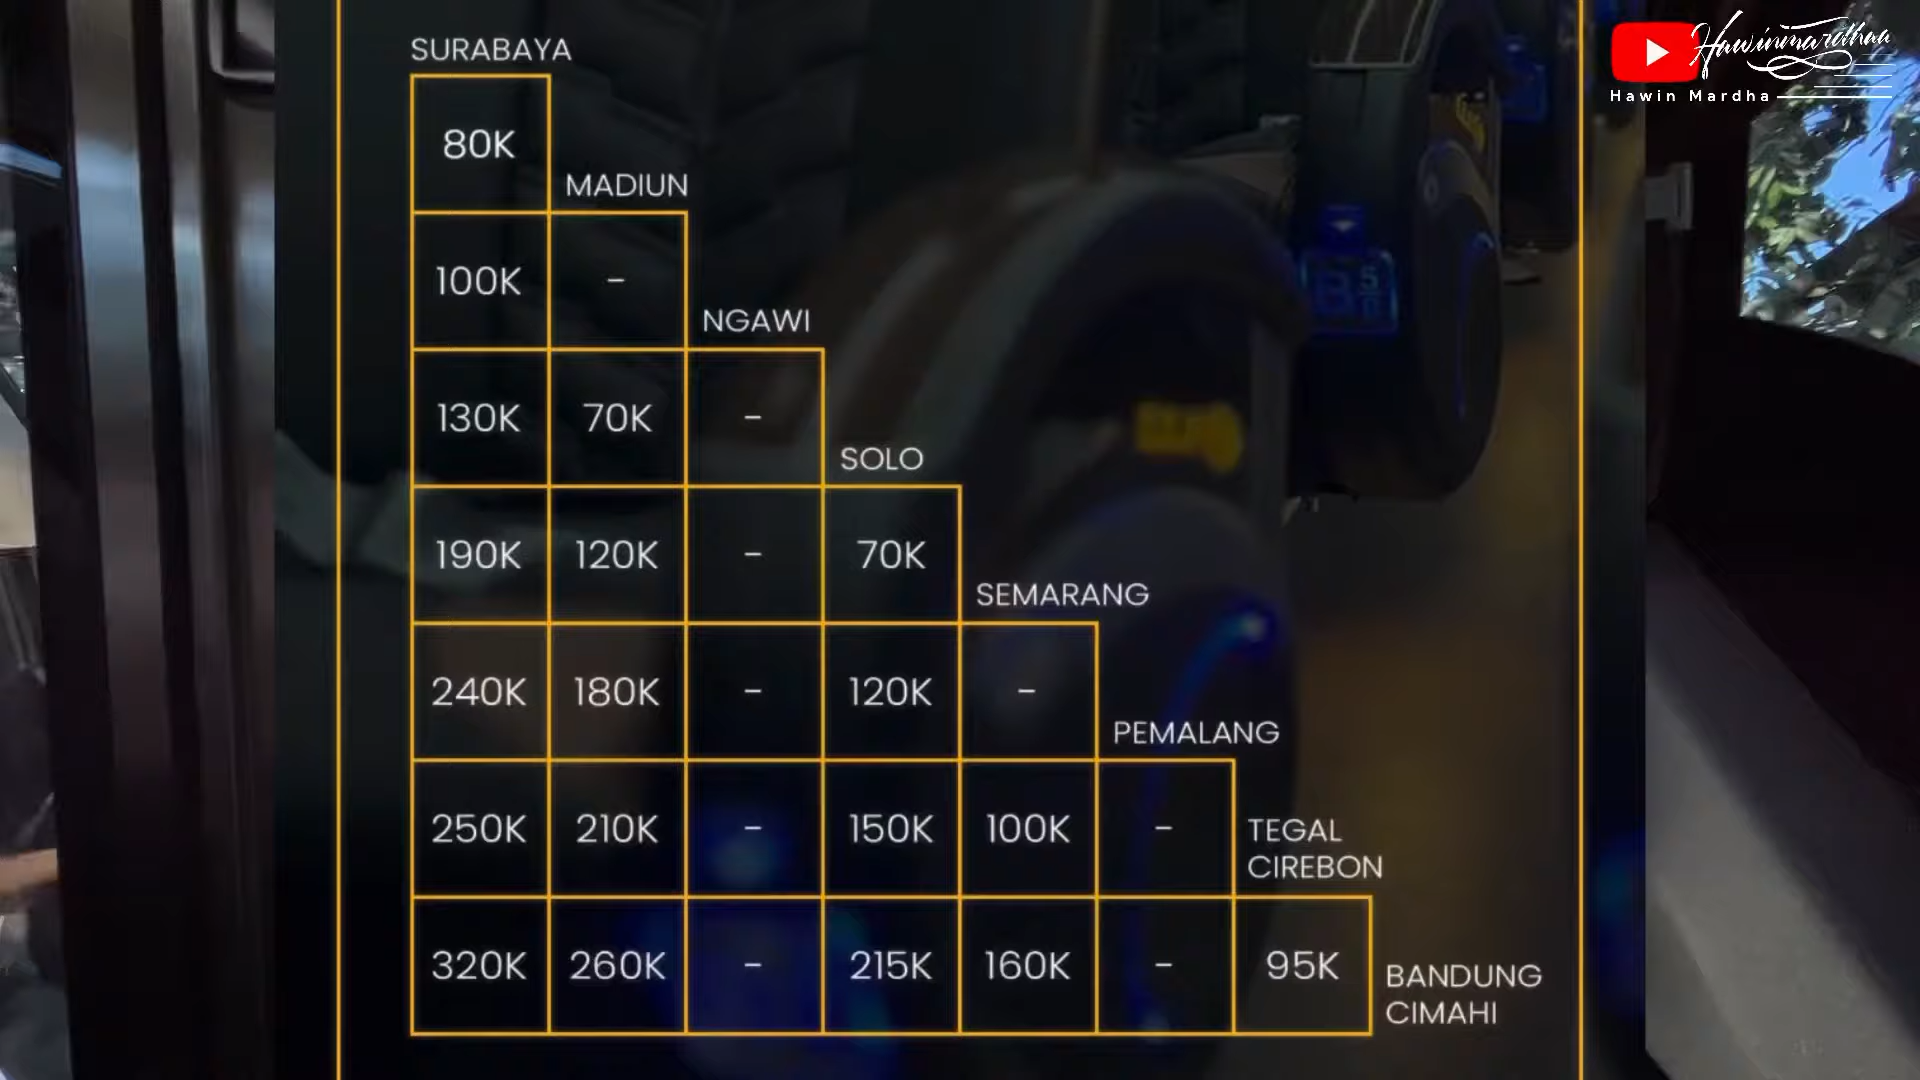 SURABAYA
80K
MADIUN
100K -
NGAWI
130K 70K -
SOLO
190K 120K - 70K
SEMARANG
240K 180K - 120K -
PEMALANG
250K 210K - 150K 100K -
TEGAL
CIREBON
320K 260K - 215K 160K - 95K
BANDUNG
CIMAHI
Hawinmardhaa
Hawin Mardha